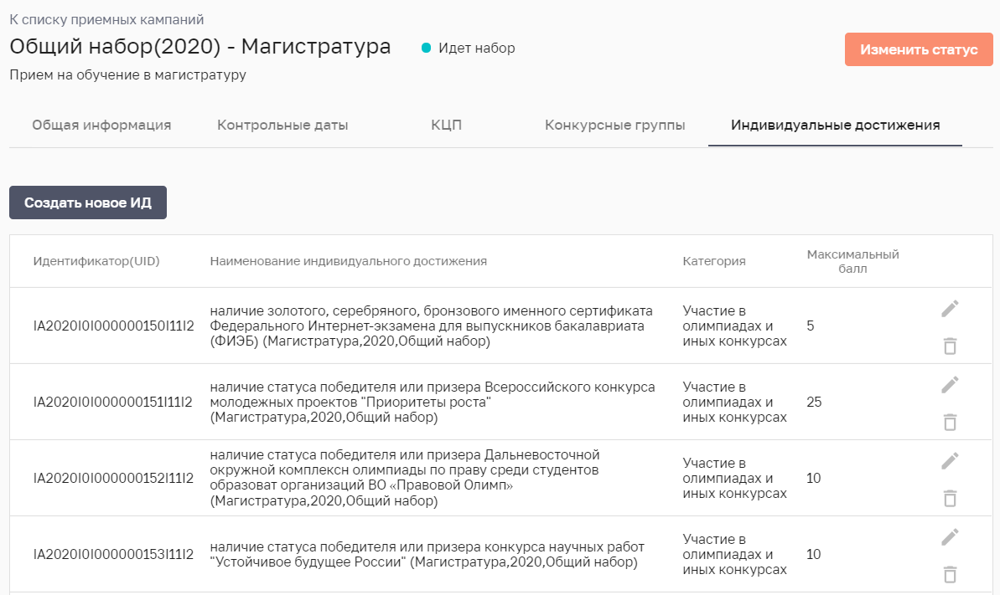 К списку приемных кампаний
Общий набор(2020) - Магистратура
Идет набор
Изменить статус
Прием на обучение в магистратуру
Общая информация
Контрольные даты
КЦП
Конкурсные группы
Индивидуальные достижения
Создать новое ИД
Идентификатор(UID)
Наименование индивидуального достижения
Категория
Максимальный
балл
IA2020I0I000000150I11I2
наличие золотого, серебряного, бронзового именного сертификата
Федерального Интернет-экзамена для выпускников бакалавриата
(ФИЭБ) (Магистратура,2020,Общий набор)
Участие в
олимпиадах и
иных конкурсах
5
IA2020I0I000000151I11I2
наличие статуса победителя или призера Всероссийского конкурса
молодежных проектов "Приоритеты роста"
(Магистратура,2020,Общий набор)
Участие в
олимпиадах и
иных конкурсах
25
IA2020I0I000000152I11I2
наличие статуса победителя или призера Дальневосточной
окружной комплексн олимпиады по праву среди студентов
образоват организаций ВО «Правовой Олимп»
(Магистратура,2020,Общий набор)
Участие в
олимпиадах и
иных конкурсах
10
IA2020I0I000000153I11I2
наличие статуса победителя или призера конкурса научных работ
"Устойчивое будущее России" (Магистратура,2020,Общий набор)
Участие в
олимпиадах и
иных конкурсах
10